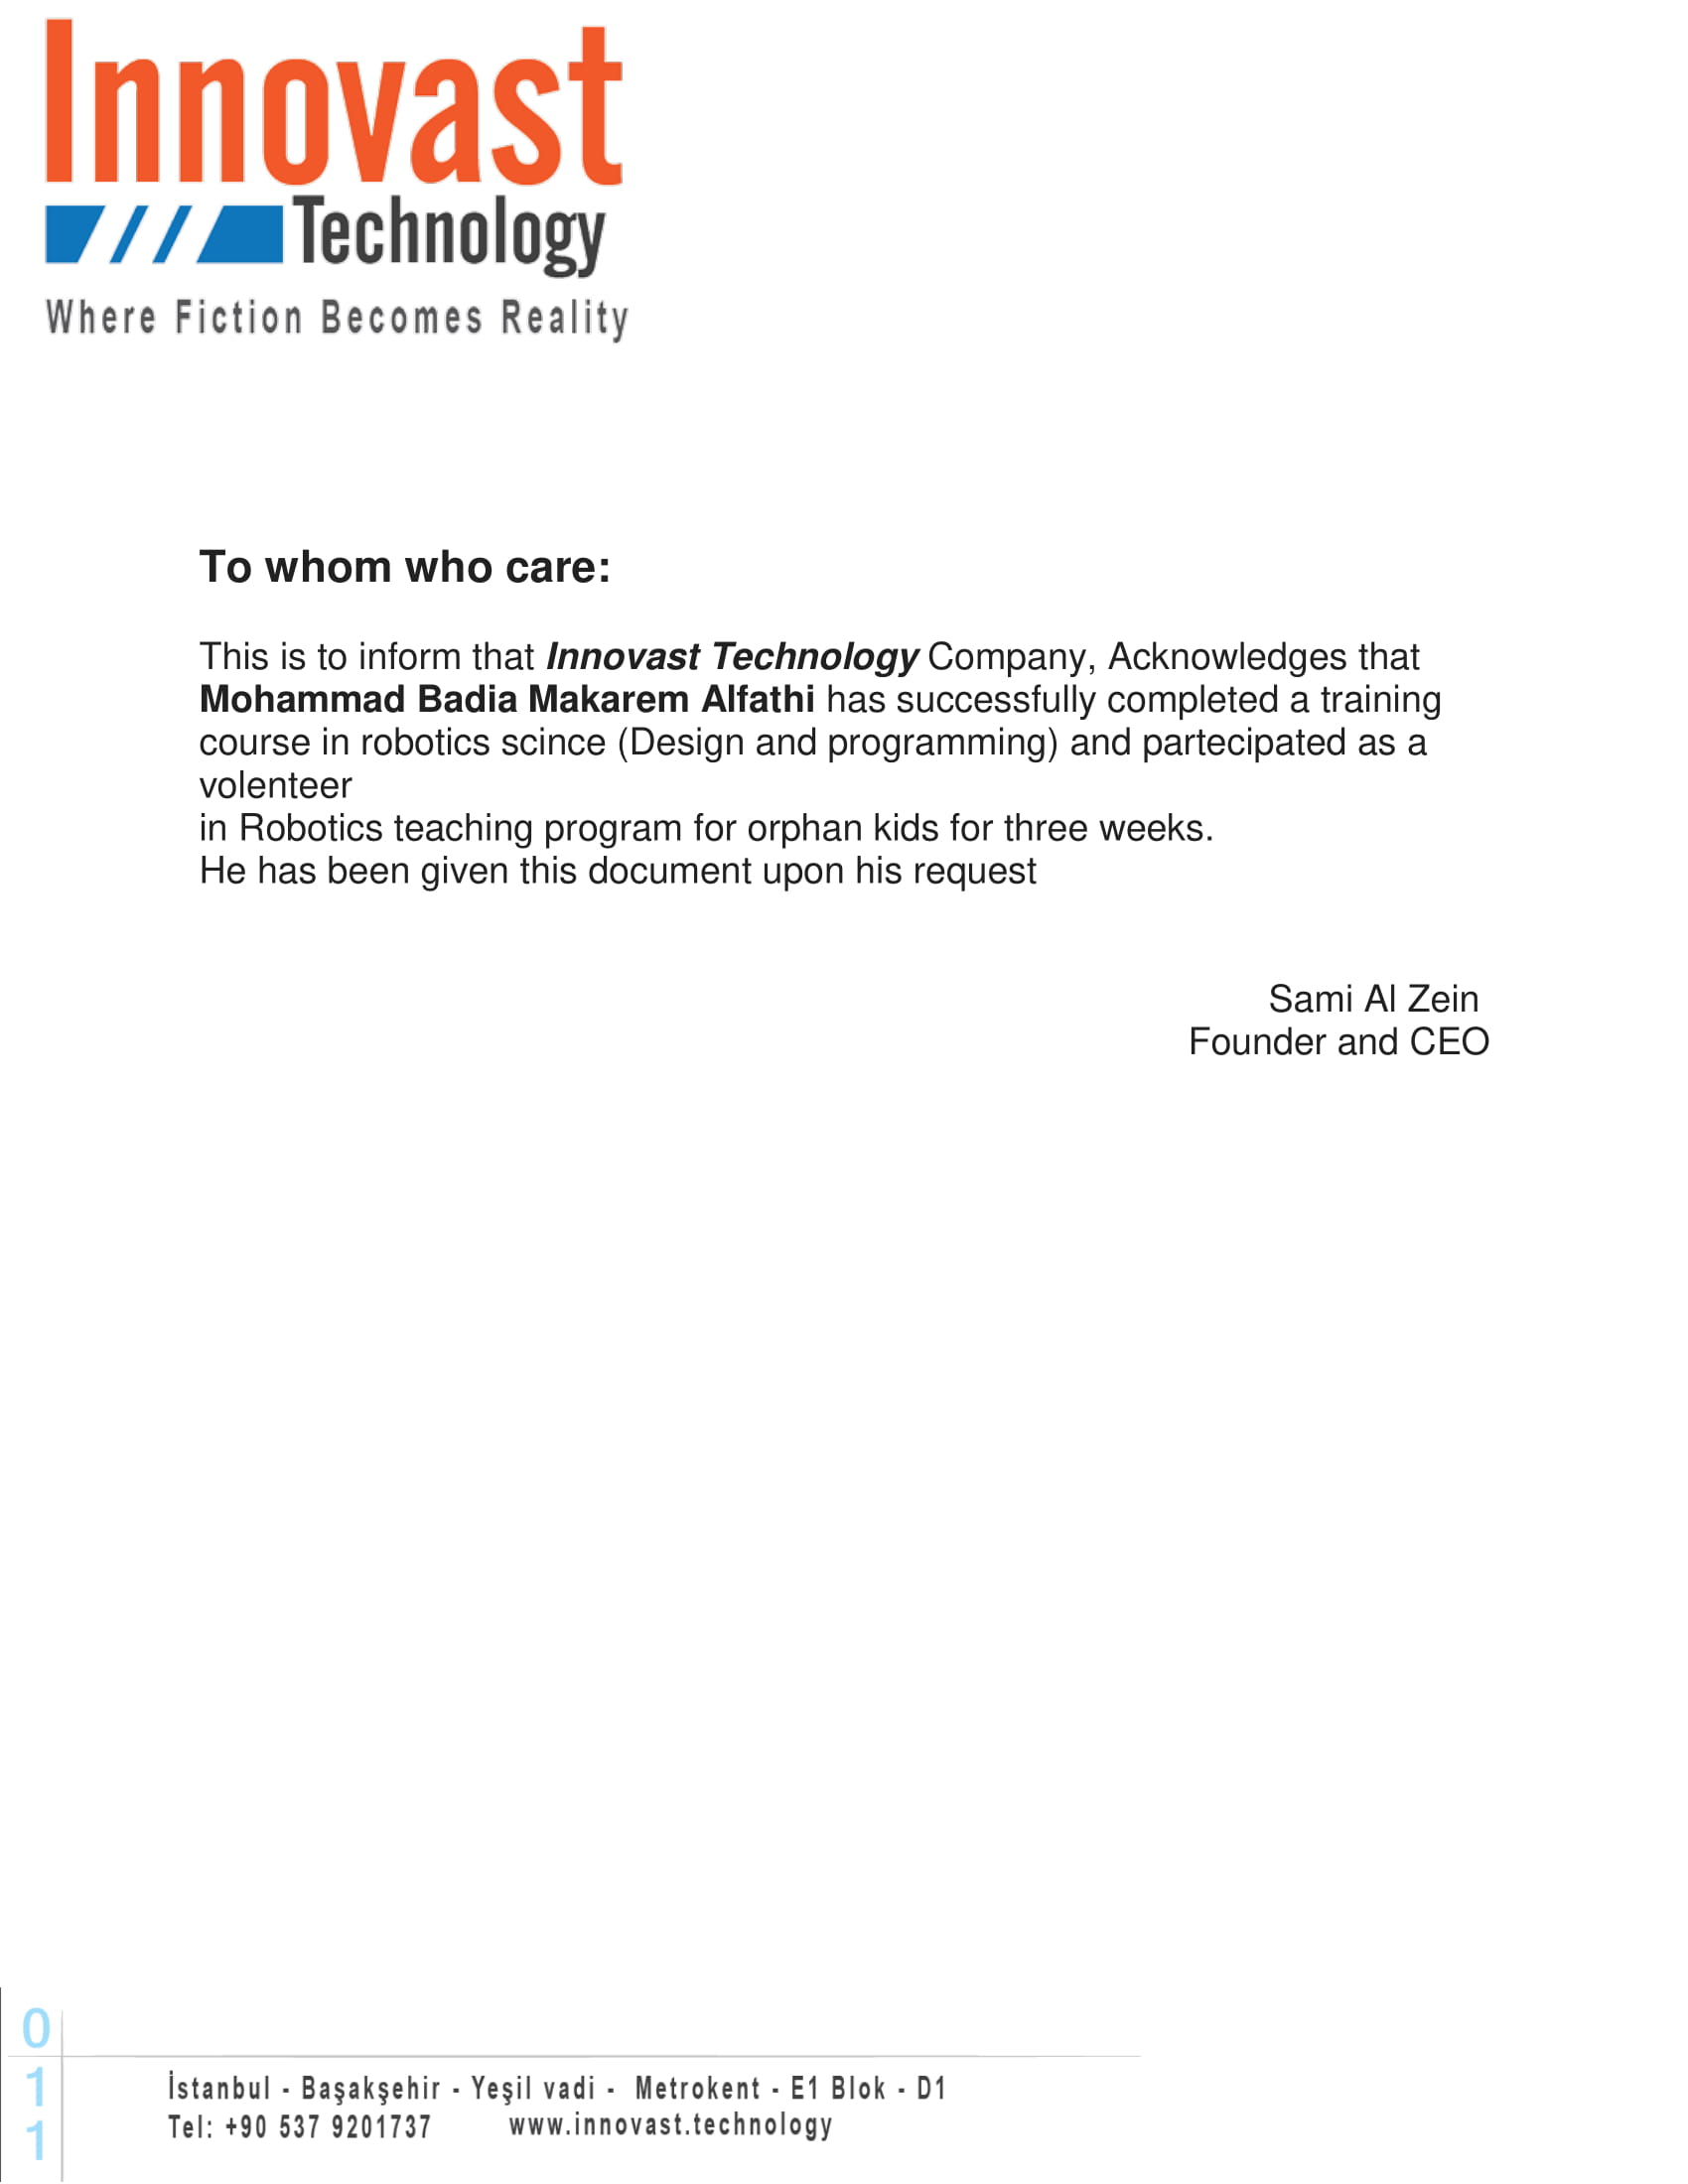 Innovast
Technology
Where Fiction Becomes Reality
To whom who care:
This is to inform that Innovast Technology Company, Acknowledges that
Mohammad Badia Makarem Alfathi has successfully completed a training
course in robotics scince (Design and programming) and partecipated as a
volenteer
in Robotics teaching program for orphan kids for three weeks.
He has been given this document upon his request
Sami Al Zein
Founder and CEO
0
1
1
İstanbul - Başakşehir - Yeşil vadi - Metrokent - E1 Blok - D1
Tel: +90 537 9201737 www.innovast.technology